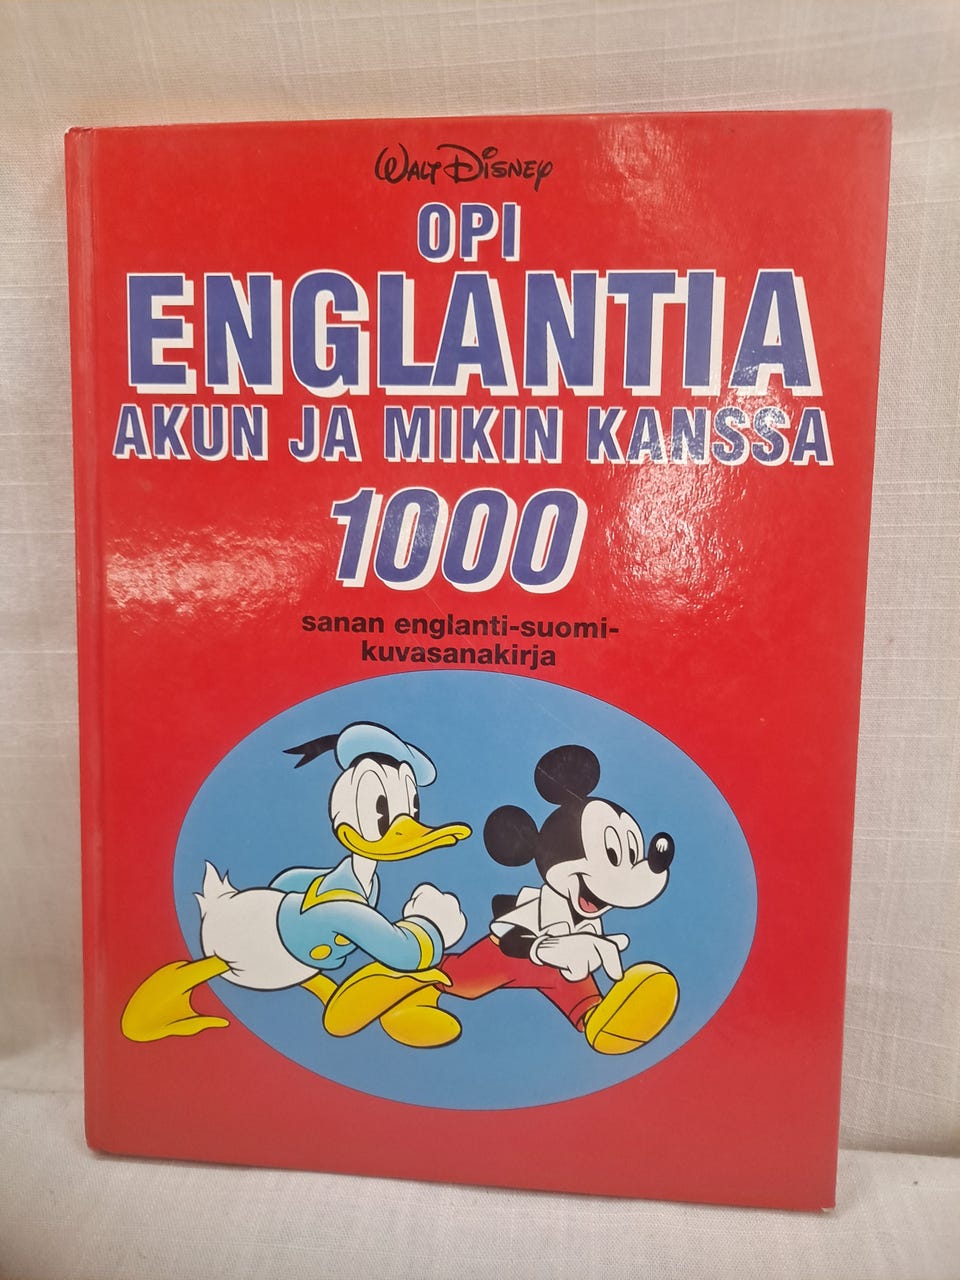 WALT DISNEY
OPI
ENGLANTIA
AKUN JA MIKIN KANSSA
1000
sanan englanti-suomi-
kuvasanakirja